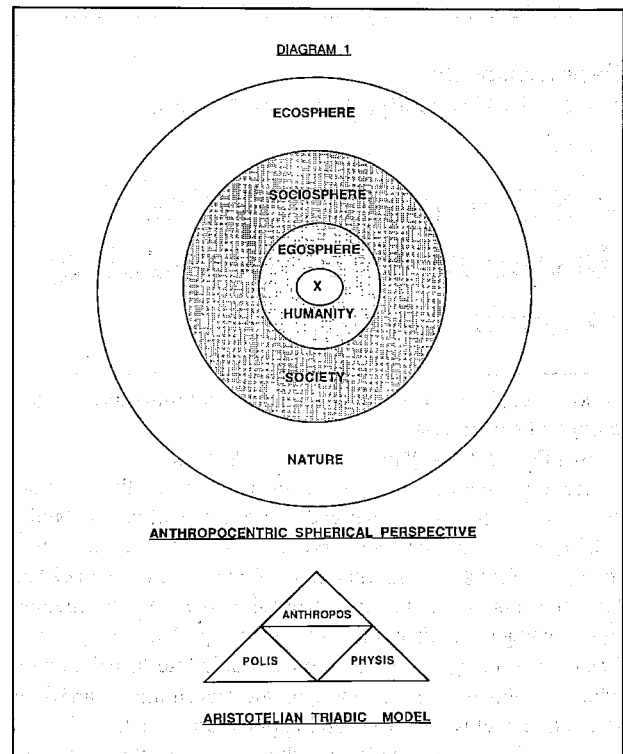 DIAGRAM 1
ECOSPHERE
SOCIOSPHERE
EGOSPHERE
X
HUMANITY
SOCIETY
NATURE
ANTHROPOCENTRIC SPHERICAL PERSPECTIVE
ANTHROPOS
POLIS PHYSIS
ARISTOTELIAN TRIADIC MODEL